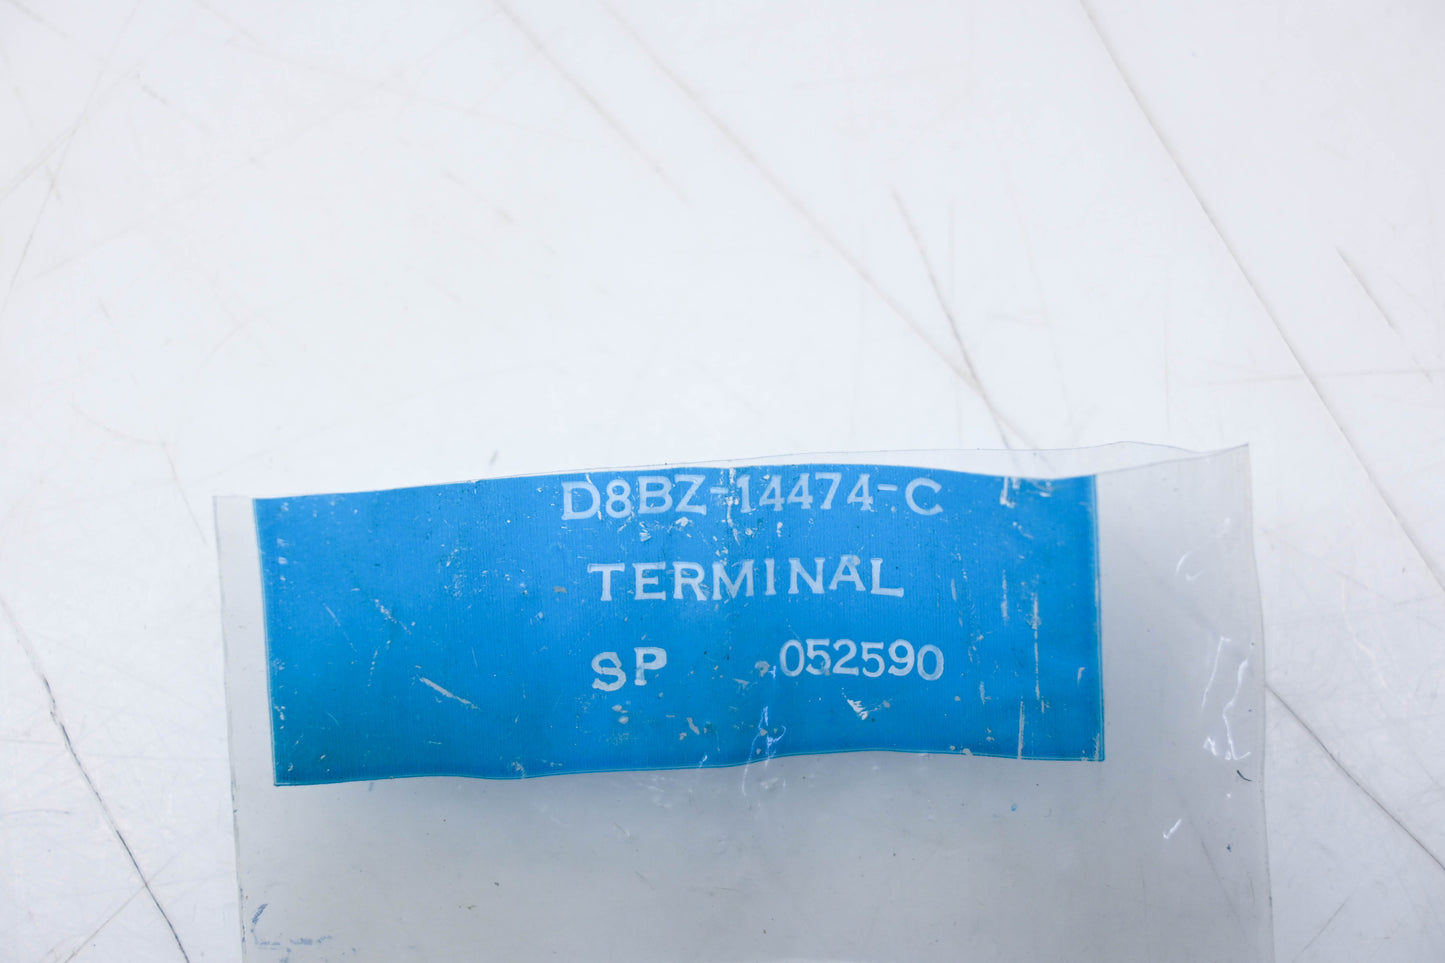 D8BZ-14474-C
TERMINAL
SP 052590